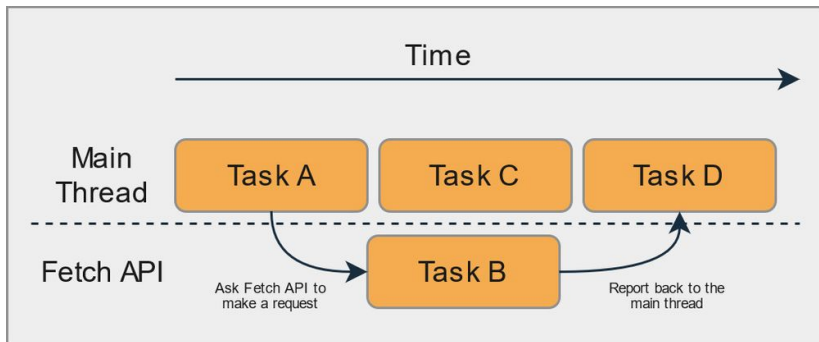 Time
Main
Thread
Task A
Task C
Task D
Fetch API
Task B
Ask Fetch API to
make a request
Report back to the
main thread